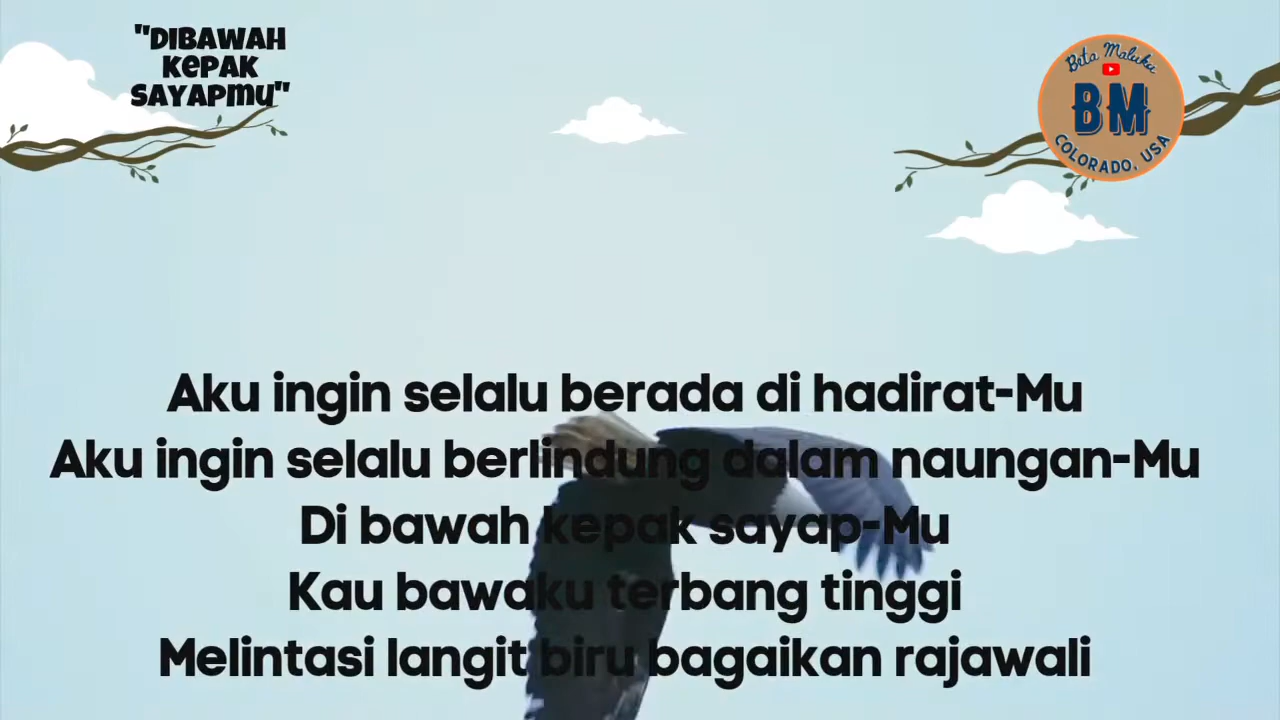 "DIBAWAH
KEPAK
SAYAPMU"
Beta Maluku
BM
COLORADO, USA
Aku ingin selalu berada di hadirat-Mu
Aku ingin selalu berlindung dalam naungan-Mu
Di bawah kepak sayap-Mu
Kau bawaku terbang tinggi
Melintasi langit biru bagaikan rajawali